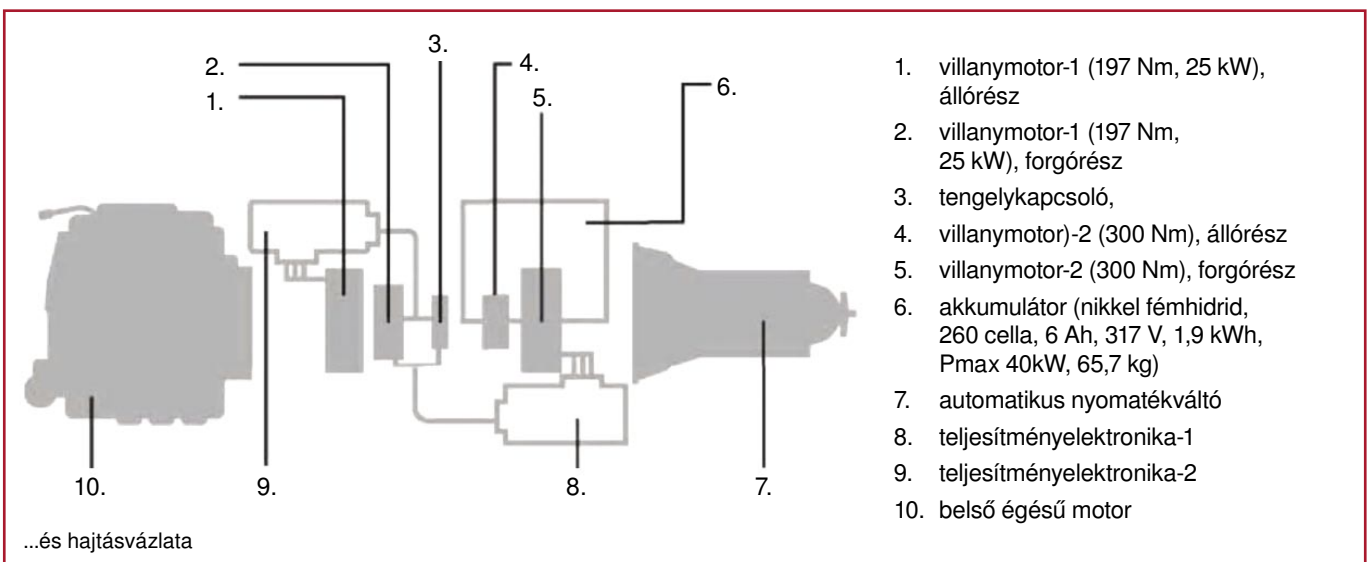 3.
2.
4.
6.
1.
5.
10.
9.
8.
7.
...és hajtásvázlata
1. villanymotor-1 (197 Nm, 25 kW),
állórész
2. villanymotor-1 (197 Nm,
25 kW), forgórész
3. tengelykapcsoló,
4. villanymotor)-2 (300 Nm), állórész
5. villanymotor-2 (300 Nm), forgórész
6. akkumulátor (nikkel fémhidrid,
260 cella, 6 Ah, 317 V, 1,9 kWh,
Pmax 40kW, 65,7 kg)
7. automatikus nyomatékváltó
8. teljesítményelektronika-1
9. teljesítményelektronika-2
10. belső égésű motor